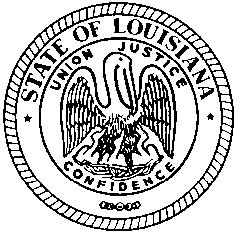 STATE OF LOUISIANA
UNION JUSTICE
CONFIDENCE